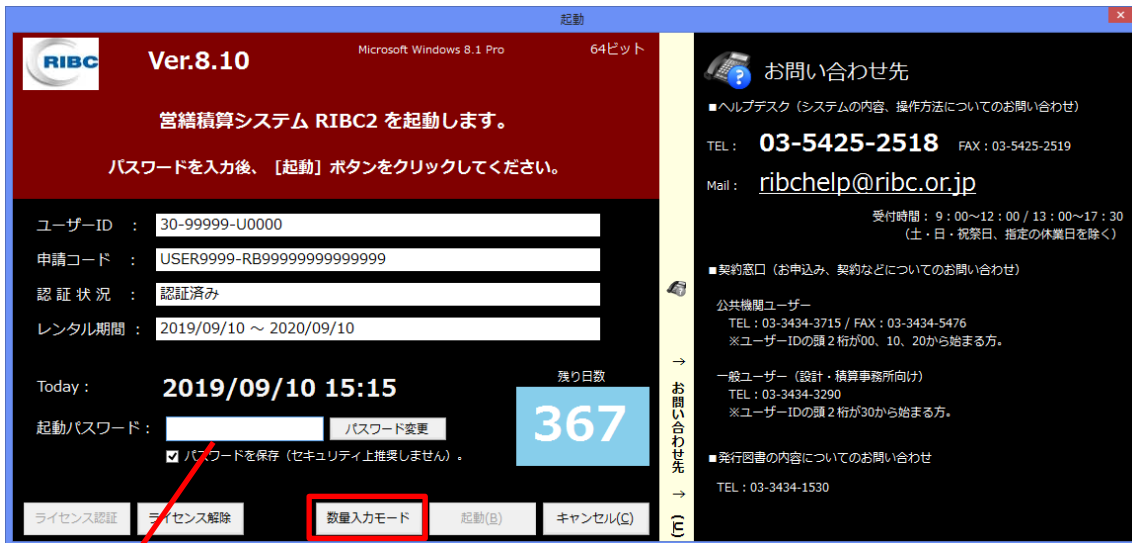 起動
RIBC
Ver.8.10
Microsoft Windows 8.1 Pro
64ビット
営繕積算システム RIBC2 を起動します。
パスワードを入力後、［起動］ボタンをクリックしてください。
ユーザーID ： 30-99999-U0000
申請コード ： USER9999-RB99999999999999
認 証 状 況 ： 認証済み
レンタル期間 ： 2019/09/10 ～ 2020/09/10
Today : 2019/09/10 15:15
残り日数
367
起動パスワード：
パスワード変更
パスワードを保存（セキュリティ上推奨しません）。
ライセンス認証
ライセンス解除
数量入力モード
起動(B)
キャンセル(C)
→ お問い合わせ先 → (E)
お問い合わせ先
■ヘルプデスク（システムの内容、操作方法についてのお問い合わせ）
TEL： 03-5425-2518 FAX：03-5425-2519
Mail： ribchelp@ribc.or.jp
受付時間：9：00～12：00 / 13：00～17：30
（土・日・祝祭日、指定の休業日を除く）
■契約窓口（お申込み、契約などについてのお問い合わせ）
公共機関ユーザー
TEL：03-3434-3715 / FAX：03-3434-5476
※ユーザーIDの頭２桁が00、10、20から始まる方。
一般ユーザー（設計・積算事務所向け）
TEL：03-3434-3290
※ユーザーIDの頭２桁が30から始まる方。
■発行図書の内容についてのお問い合わせ
TEL：03-3434-1530